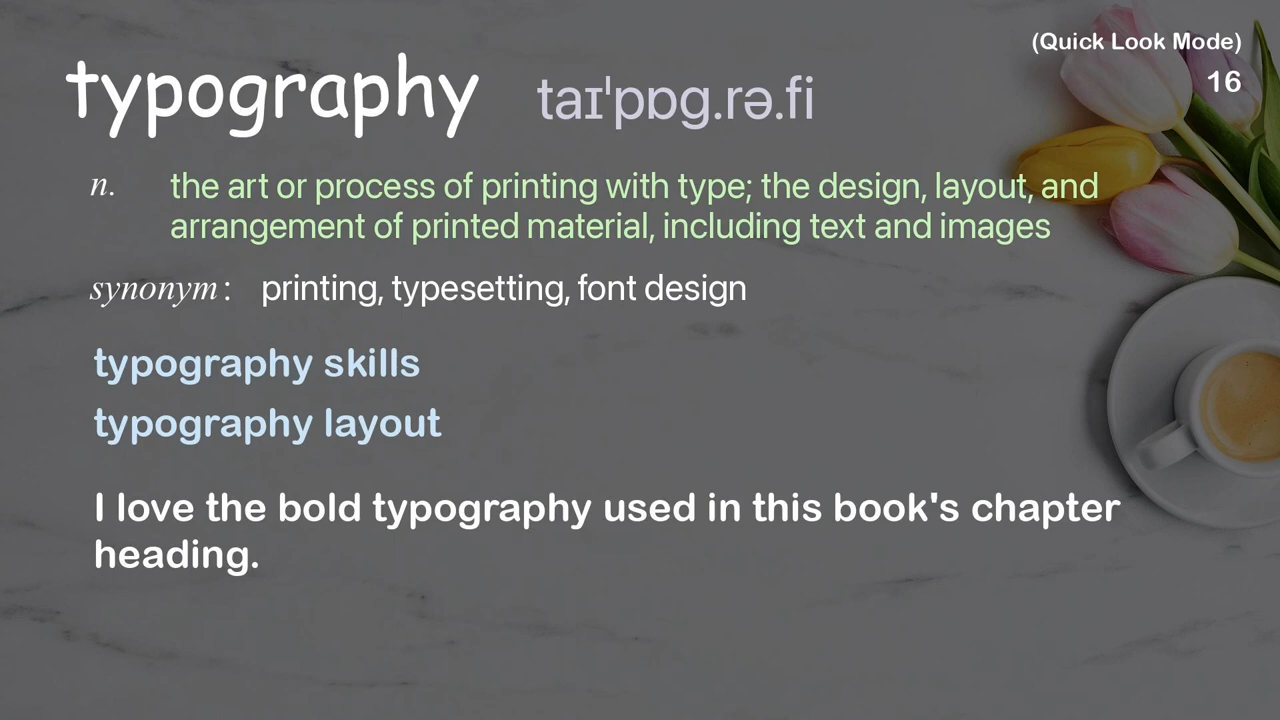 (Quick Look Mode)
16
typography taɪˈpɒɡ.rə.fi
n. the art or process of printing with type; the design, layout, and
arrangement of printed material, including text and images
synonym: printing, typesetting, font design
typography skills
typography layout
I love the bold typography used in this book's chapter
heading.